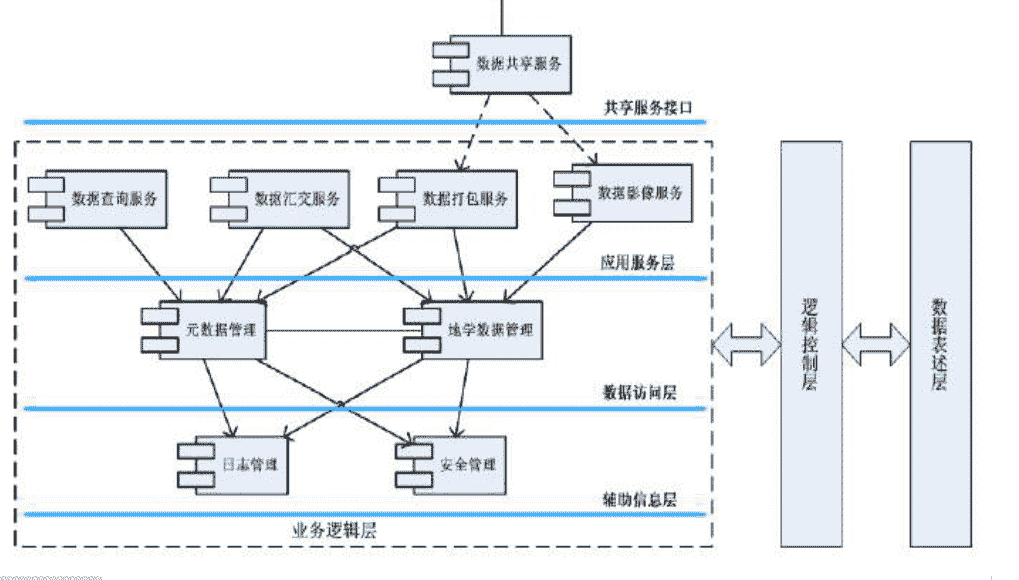 数据共享服务
共享服务接口
数据查询服务
数据汇交服务
数据打包服务
数据影像服务
应用服务层
元数据管理
地学数据管理
数据访问层
日志管理
安全管理
辅助信息层
业务逻辑层
逻辑控制层
数据表述层